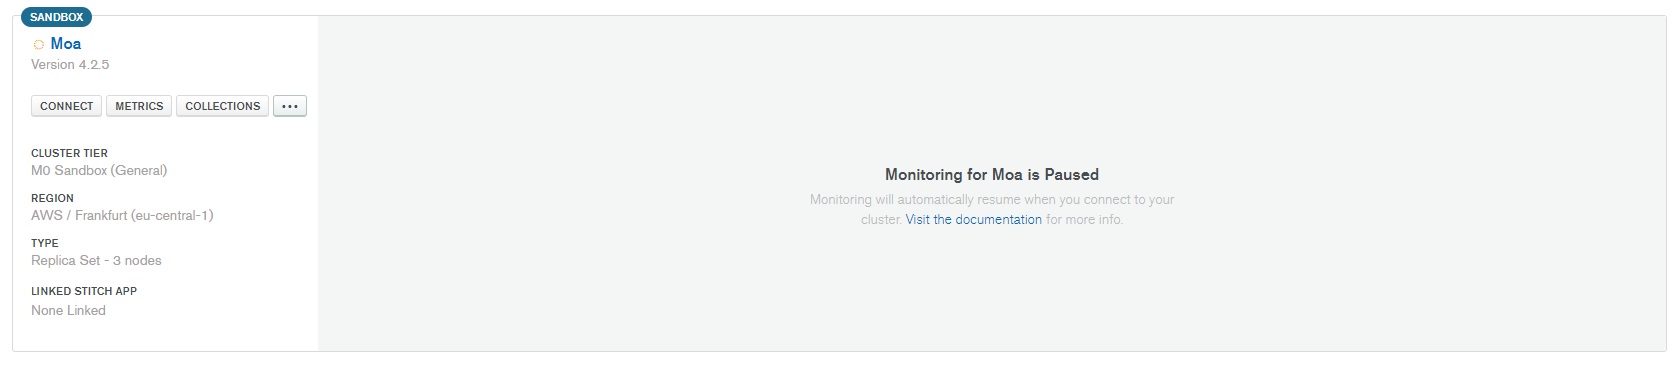 SANDBOX
Moa
Version 4.2.5
CONNECT METRICS COLLECTIONS ...
CLUSTER TIER
M0 Sandbox (General)
REGION
AWS / Frankfurt (eu-central-1)
TYPE
Replica Set - 3 nodes
LINKED STITCH APP
None Linked
Monitoring for Moa is Paused
Monitoring will automatically resume when you connect to your
cluster. Visit the documentation for more info.